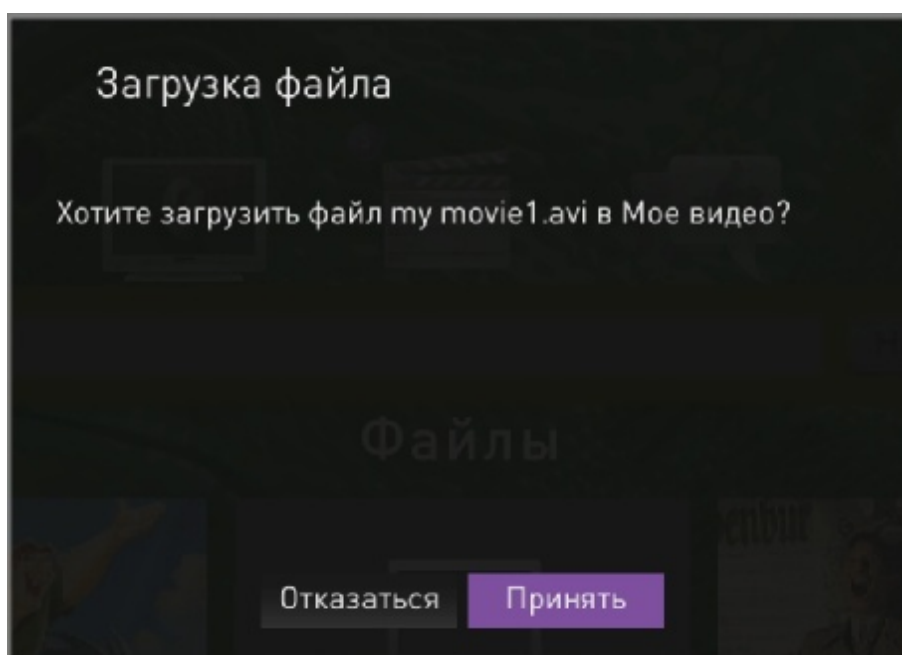 Загрузка файла
Хотите загрузить файл my movie1.avi в Мое видео?
Файлы
Отказаться
Принять